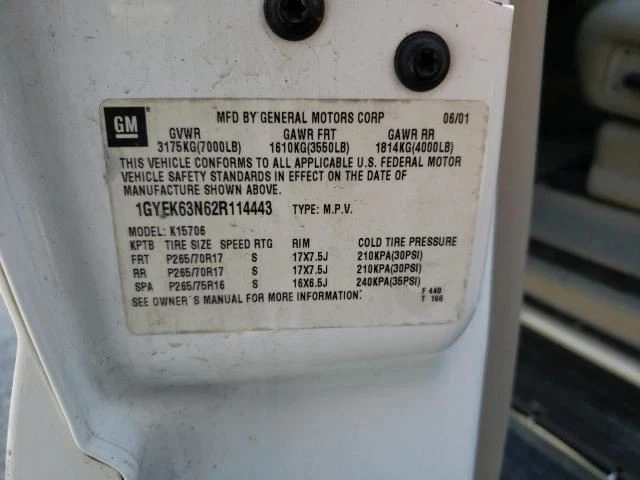 GM ®
MFD BY GENERAL MOTORS CORP 06/01
GVWR GAWR FRT GAWR RR
3175KG(7000LB) 1610KG(3550LB) 1814KG(4000LB)
THIS VEHICLE CONFORMS TO ALL APPLICABLE U.S. FEDERAL MOTOR
VEHICLE SAFETY STANDARDS IN EFFECT ON THE DATE OF
MANUFACTURE SHOWN ABOVE.
1GYEK63N62R114443 TYPE: M.P.V.
MODEL: K15706
KPTB TIRE SIZE SPEED RTG RIM COLD TIRE PRESSURE
FRT P265/70R17 S 17X7.5J 210KPA(30PSI)
RR P265/70R17 S 17X7.5J 210KPA(30PSI)
SPA P265/75R16 S 16X6.5J 240KPA(35PSI)
SEE OWNER'S MANUAL FOR MORE INFORMATION. F 440
T 166